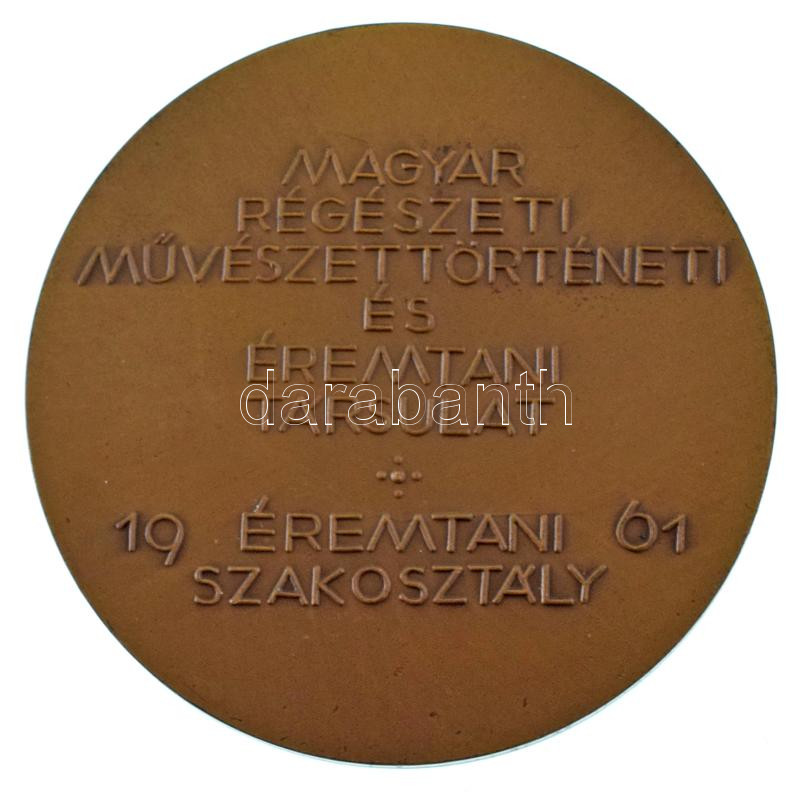 MAGYAR
RÉGÉSZETI
MŰVÉSZETTÖRTÉNETI
ÉS
ÉREMTANI
darabanth
TÁRSULAT
19 ÉREMTANI 61
SZAKOSZTÁLY